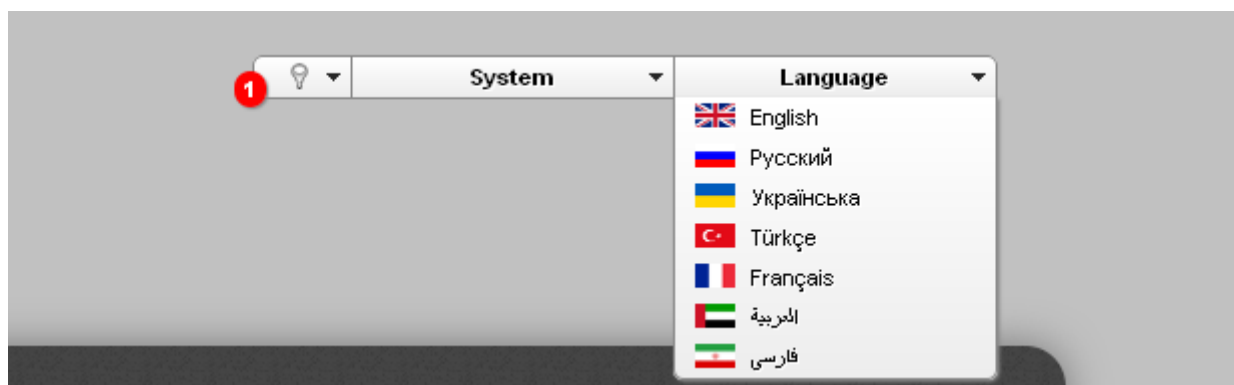 1
System
Language
English
Русский
Українська
Türkçe
Français
العربية
فارسی